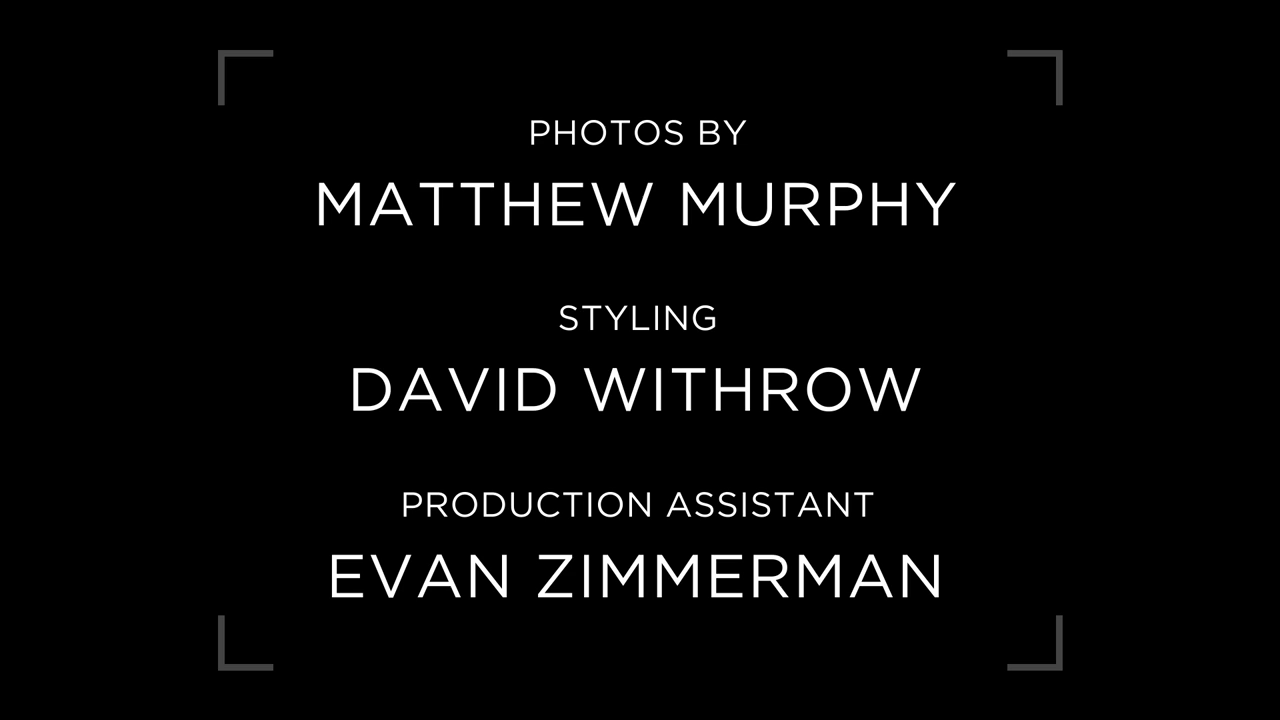 PHOTOS BY
MATTHEW MURPHY
STYLING
DAVID WITHROW
PRODUCTION ASSISTANT
EVAN ZIMMERMAN